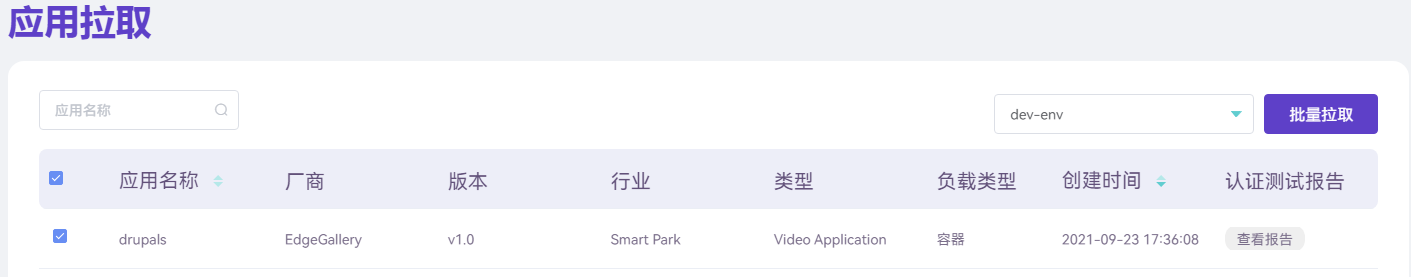 应用拉取
应用名称
dev-env
批量拉取
应用名称 厂商 版本 行业 类型 负载类型 创建时间 认证测试报告
drupals EdgeGallery v1.0 Smart Park Video Application 容器 2021-09-23 17:36:08 查看报告